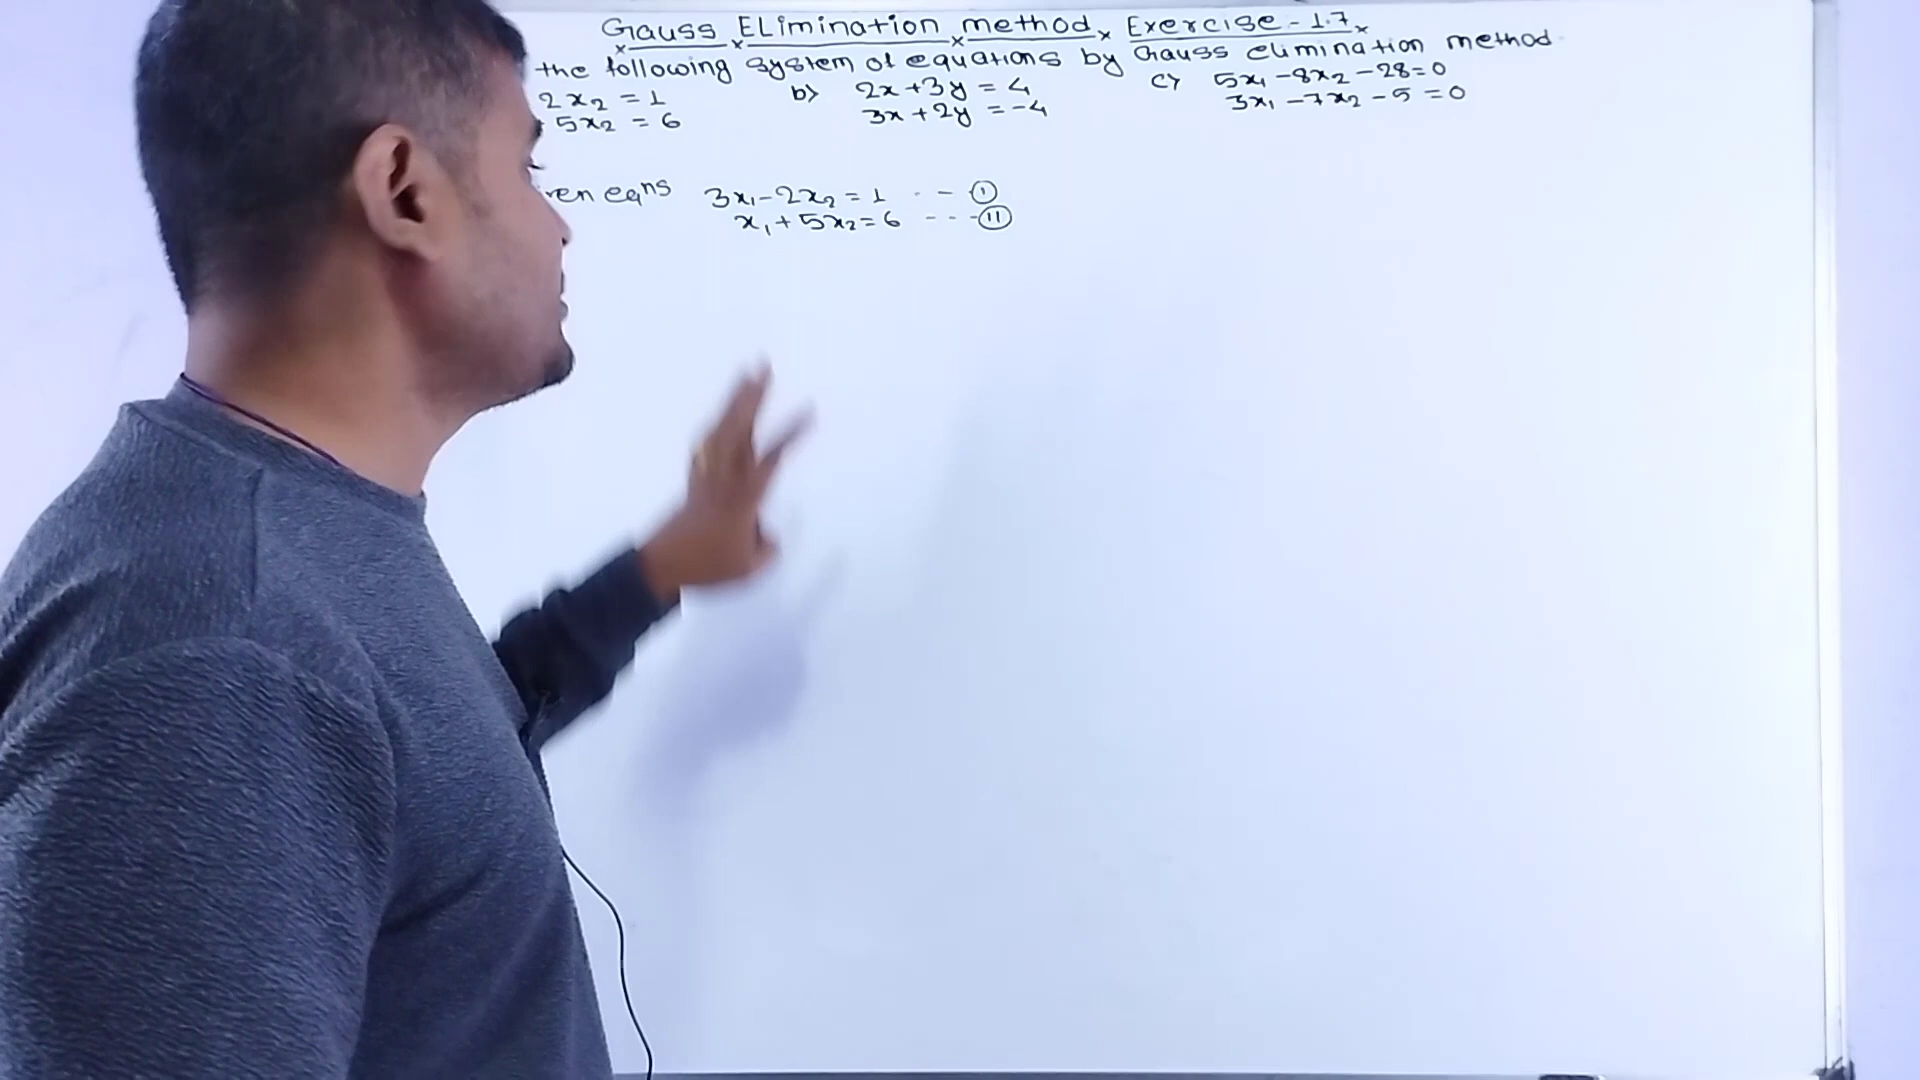 Gauss Elimination method Exercise - 1.7
the following system of equations by Gauss elimination method
2x₂ = 1 b) 2x + 3y = 4 c) 5x₁ - 8x₂ - 28 = 0
5x₂ = 6 3x + 2y = -4 3x₁ - 7x₂ - 5 = 0
ven eqns 3x₁ - 2x₂ = 1 - - (I)
x₁ + 5x₂ = 6 - - - (II)